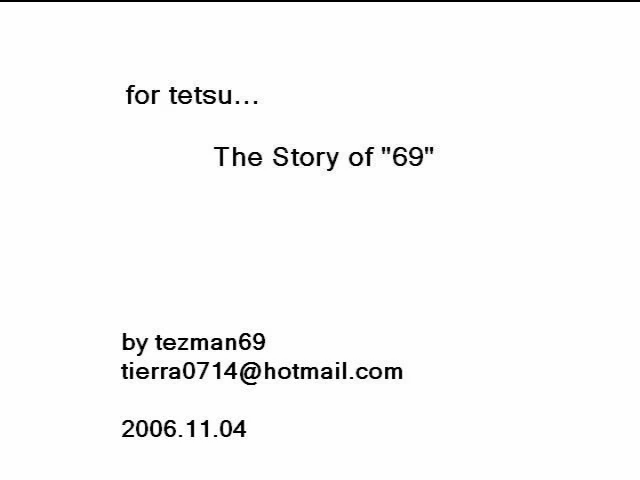 for tetsu...
The Story of "69"
by tezman69
tierra0714@hotmail.com
2006.11.04